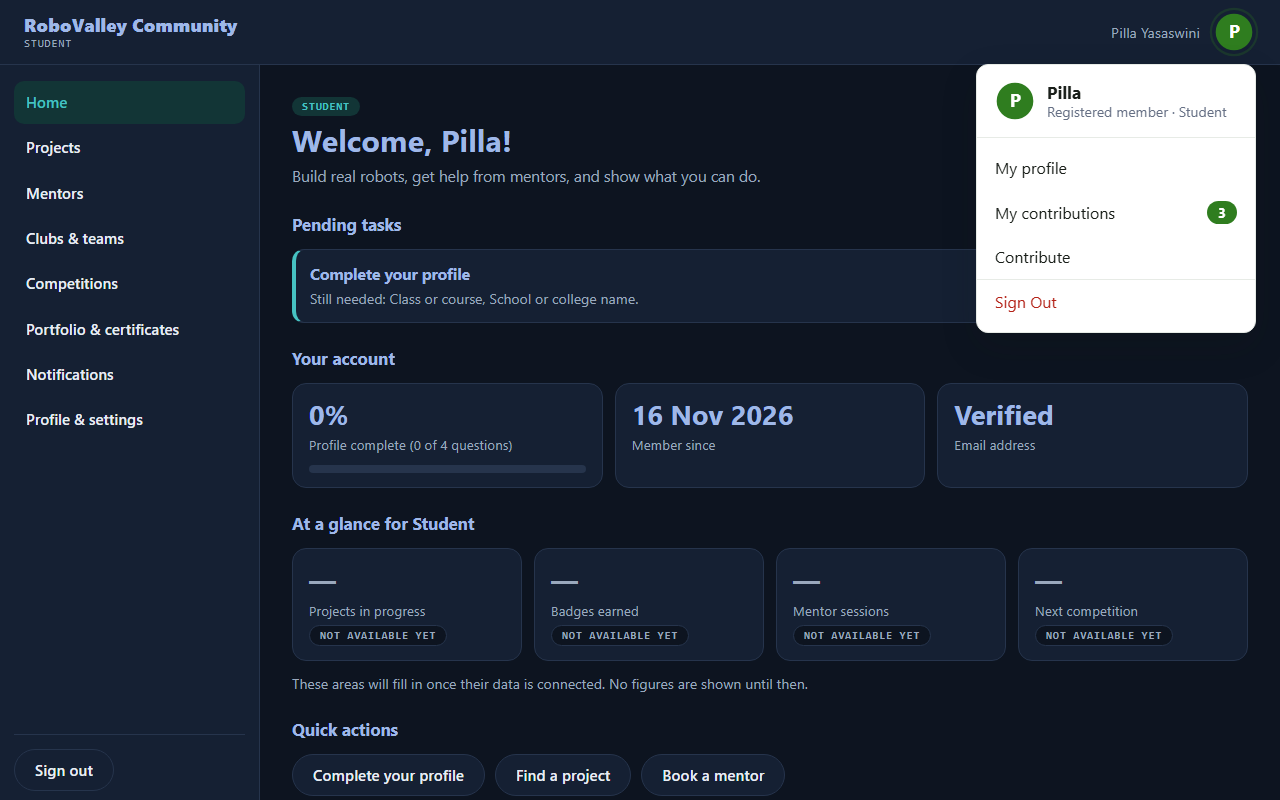 RoboValley Community
STUDENT
Pilla Yasaswini
P
Home
Projects
Mentors
Clubs & teams
Competitions
Portfolio & certificates
Notifications
Profile & settings
Sign out
STUDENT
Welcome, Pilla!
Build real robots, get help from mentors, and show what you can do.
Pending tasks
Complete your profile
Still needed: Class or course, School or college name.
Your account
0%
Profile complete (0 of 4 questions)
16 Nov 2026
Member since
Verified
Email address
At a glance for Student
—
Projects in progress
NOT AVAILABLE YET
—
Badges earned
NOT AVAILABLE YET
—
Mentor sessions
NOT AVAILABLE YET
—
Next competition
NOT AVAILABLE YET
These areas will fill in once their data is connected. No figures are shown until then.
Quick actions
Complete your profile
Find a project
Book a mentor
P
Pilla
Registered member · Student
My profile
My contributions
3
Contribute
Sign Out